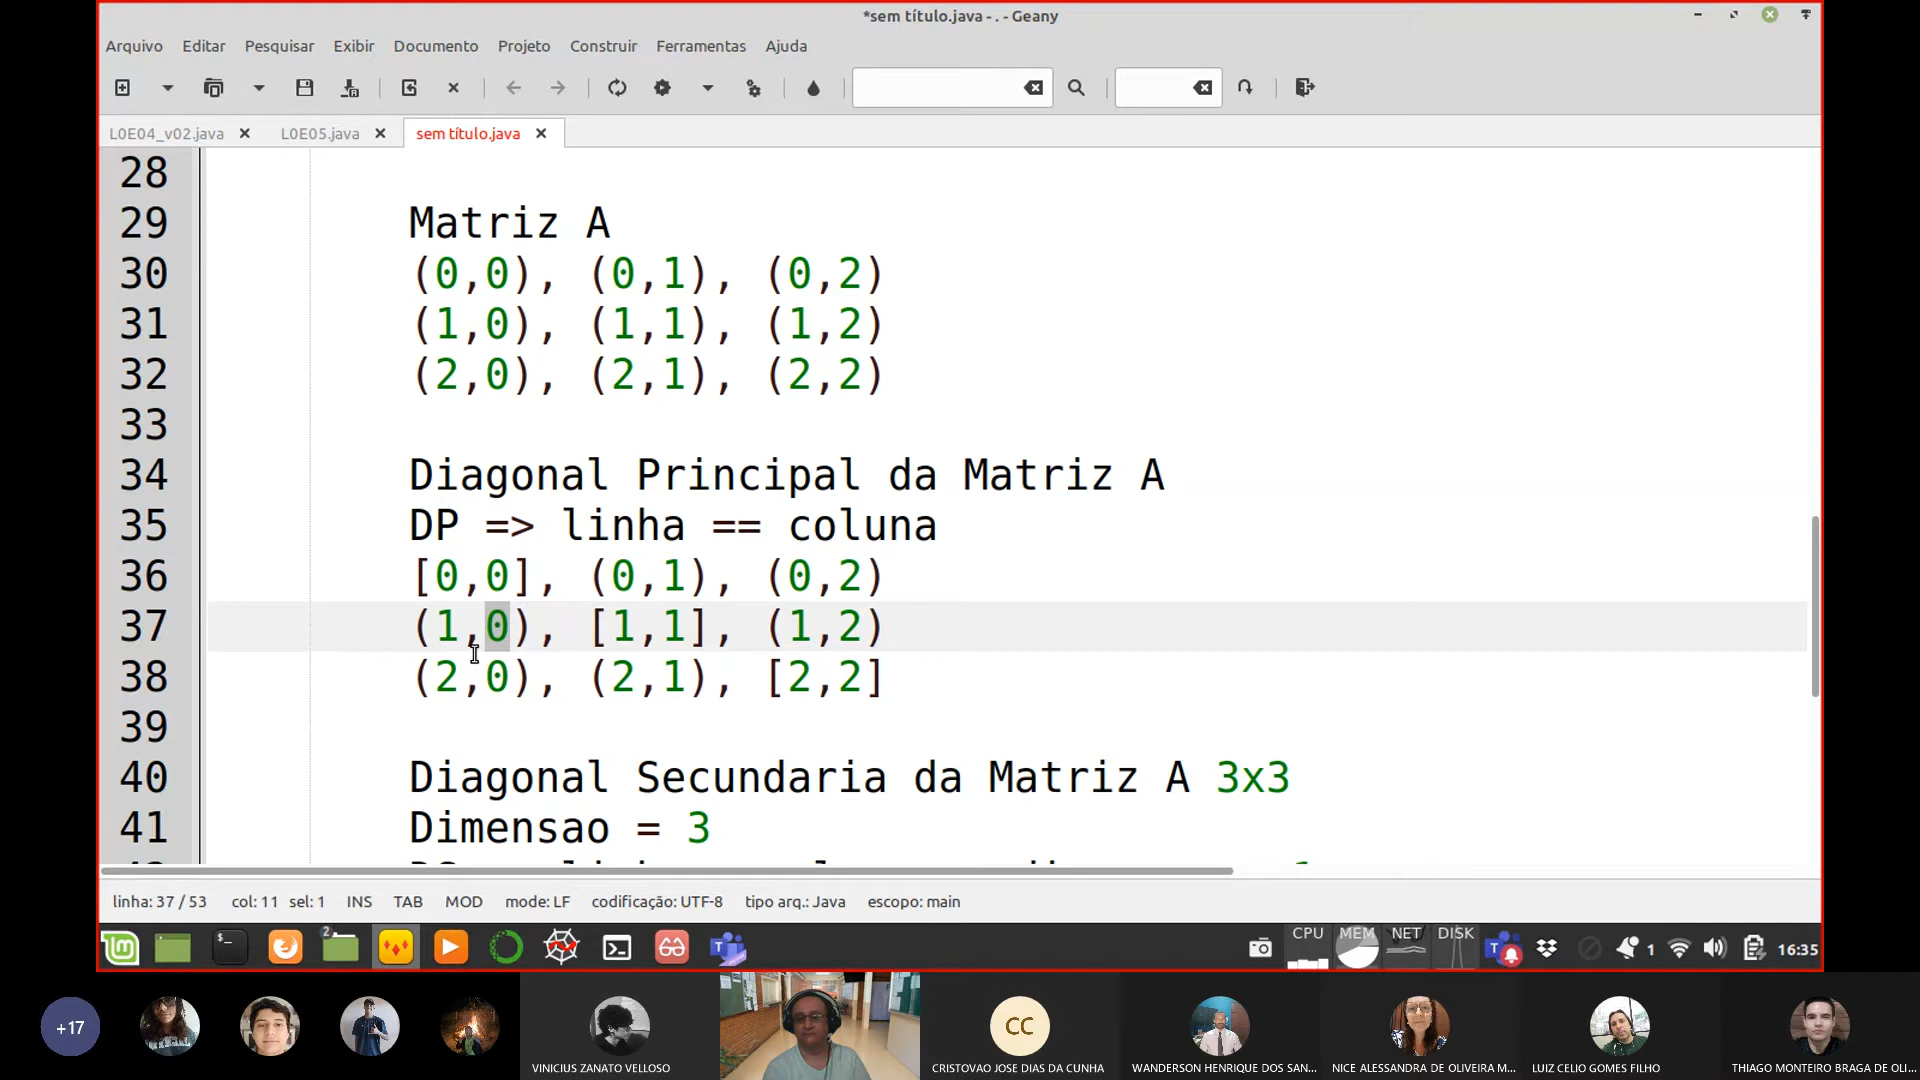 *sem título.java - . - Geany
Arquivo Editar Pesquisar Exibir Documento Projeto Construir Ferramentas Ajuda
L0E04_v02.java L0E05.java sem título.java
28
29 Matriz A
30 (0,0), (0,1), (0,2)
31 (1,0), (1,1), (1,2)
32 (2,0), (2,1), (2,2)
33
34 Diagonal Principal da Matriz A
35 DP => linha == coluna
36 [0,0], (0,1), (0,2)
37 (1,0), [1,1], (1,2)
38 (2,0), (2,1), [2,2]
39
40 Diagonal Secundaria da Matriz A 3x3
41 Dimensao = 3
linha: 37 / 53 col: 11 sel: 1 INS TAB MOD mode: LF codificação: UTF-8 tipo arq.: Java escopo: main
2
CPU MEM NET DISK
1
16:35
+17
CC
VINICIUS ZANATO VELLOSO
CRISTOVAO JOSE DIAS DA CUNHA
WANDERSON HENRIQUE DOS SAN...
NICE ALESSANDRA DE OLIVEIRA M...
LUIZ CELIO GOMES FILHO
THIAGO MONTEIRO BRAGA DE OLI...